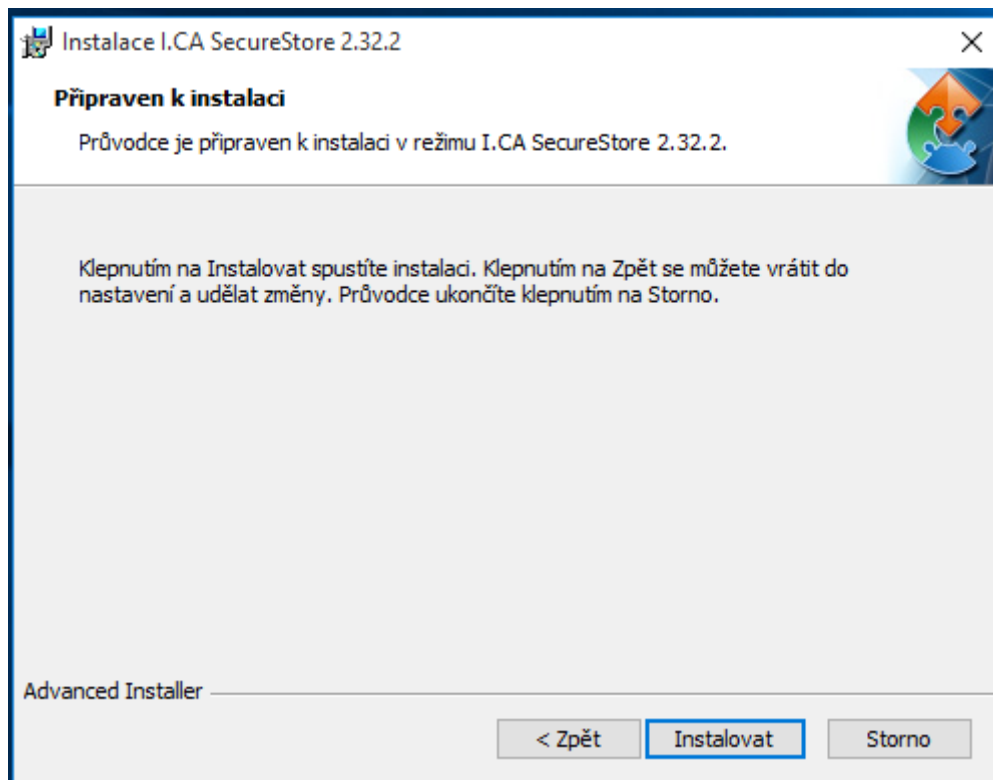 Instalace I.CA SecureStore 2.32.2
Připraven k instalaci
Průvodce je připraven k instalaci v režimu I.CA SecureStore 2.32.2.
Klepnutím na Instalovat spustíte instalaci. Klepnutím na Zpět se můžete vrátit do
nastavení a udělat změny. Průvodce ukončíte klepnutím na Storno.
Advanced Installer
< Zpět
Instalovat
Storno